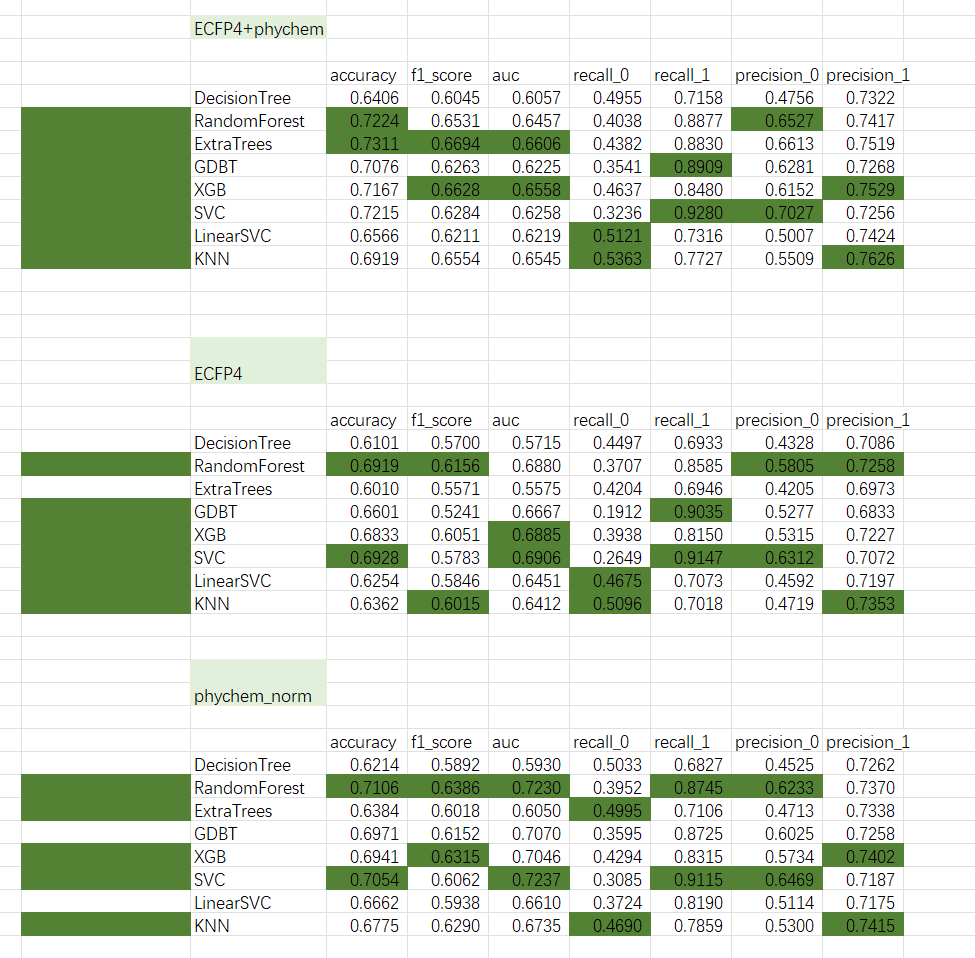 ECFP4+phychem
accuracy f1_score auc recall_0 recall_1 precision_0 precision_1
DecisionTree 0.6406 0.6045 0.6057 0.4955 0.7158 0.4756 0.7322
RandomForest 0.7224 0.6531 0.6457 0.4038 0.8877 0.6527 0.7417
ExtraTrees 0.7311 0.6694 0.6606 0.4382 0.8830 0.6613 0.7519
GDBT 0.7076 0.6263 0.6225 0.3541 0.8909 0.6281 0.7268
XGB 0.7167 0.6628 0.6558 0.4637 0.8480 0.6152 0.7529
SVC 0.7215 0.6284 0.6258 0.3236 0.9280 0.7027 0.7256
LinearSVC 0.6566 0.6211 0.6219 0.5121 0.7316 0.5007 0.7424
KNN 0.6919 0.6554 0.6545 0.5363 0.7727 0.5509 0.7626
ECFP4
accuracy f1_score auc recall_0 recall_1 precision_0 precision_1
DecisionTree 0.6101 0.5700 0.5715 0.4497 0.6933 0.4328 0.7086
RandomForest 0.6919 0.6156 0.6880 0.3707 0.8585 0.5805 0.7258
ExtraTrees 0.6010 0.5571 0.5575 0.4204 0.6946 0.4205 0.6973
GDBT 0.6601 0.5241 0.6667 0.1912 0.9035 0.5277 0.6833
XGB 0.6833 0.6051 0.6885 0.3938 0.8150 0.5315 0.7227
SVC 0.6928 0.5783 0.6906 0.2649 0.9147 0.6312 0.7072
LinearSVC 0.6254 0.5846 0.6451 0.4675 0.7073 0.4592 0.7197
KNN 0.6362 0.6015 0.6412 0.5096 0.7018 0.4719 0.7353
phychem_norm
accuracy f1_score auc recall_0 recall_1 precision_0 precision_1
DecisionTree 0.6214 0.5892 0.5930 0.5033 0.6827 0.4525 0.7262
RandomForest 0.7106 0.6386 0.7230 0.3952 0.8745 0.6233 0.7370
ExtraTrees 0.6384 0.6018 0.6050 0.4995 0.7106 0.4713 0.7338
GDBT 0.6971 0.6152 0.7070 0.3595 0.8725 0.6025 0.7258
XGB 0.6941 0.6315 0.7046 0.4294 0.8315 0.5734 0.7402
SVC 0.7054 0.6062 0.7237 0.3085 0.9115 0.6469 0.7187
LinearSVC 0.6662 0.5938 0.6610 0.3724 0.8190 0.5114 0.7175
KNN 0.6775 0.6290 0.6735 0.4690 0.7859 0.5300 0.7415